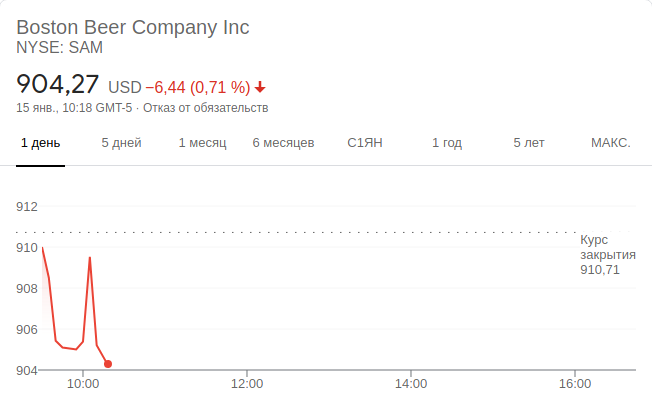 Boston Beer Company Inc
NYSE: SAM
904,27 USD −6,44 (0,71 %)
15 янв., 10:18 GMT-5 · Отказ от обязательств
1 день 5 дней 1 месяц 6 месяцев С1ЯН 1 год 5 лет МАКС.
912
910
908
906
904
Курс
закрытия
910,71
10:00 12:00 14:00 16:00